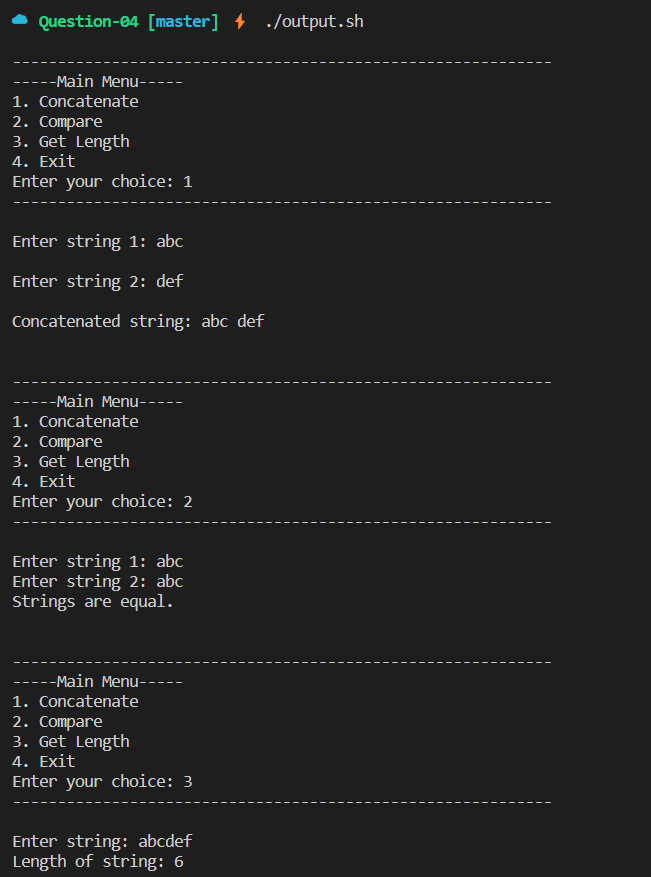 Question-04 [master] ./output.sh
------------------------------------------------------------
-----Main Menu-----
1. Concatenate
2. Compare
3. Get Length
4. Exit
Enter your choice: 1
------------------------------------------------------------
Enter string 1: abc
Enter string 2: def
Concatenated string: abc def
------------------------------------------------------------
-----Main Menu-----
1. Concatenate
2. Compare
3. Get Length
4. Exit
Enter your choice: 2
------------------------------------------------------------
Enter string 1: abc
Enter string 2: abc
Strings are equal.
------------------------------------------------------------
-----Main Menu-----
1. Concatenate
2. Compare
3. Get Length
4. Exit
Enter your choice: 3
------------------------------------------------------------
Enter string: abcdef
Length of string: 6